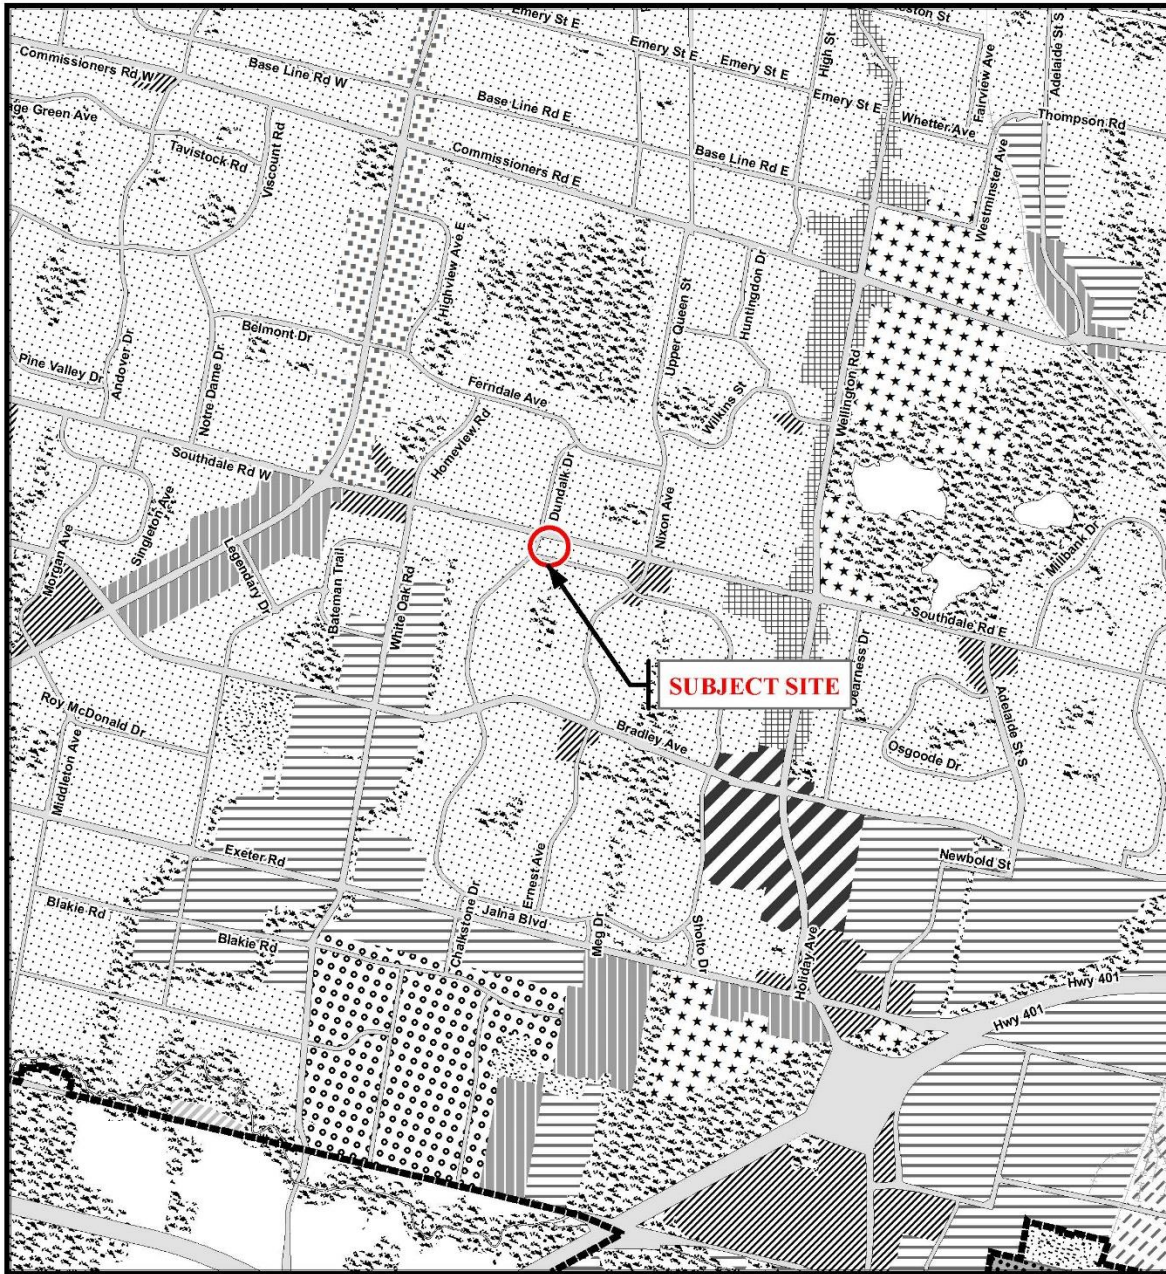 Emery St E
Emery St E
Emery St E
Emery St E
High St
Fairview Ave
Adelaide St S
Commissioners Rd W
Base Line Rd W
Base Line Rd E
Base Line Rd E
Whetter Ave
Thompson Rd
Westminster Ave
age Green Ave
Tavistock Rd
Viscount Rd
Commissioners Rd E
Highview Ave E
Huntingdon Dr
Upper Queen St
Belmont Dr
Andover Dr
Pine Valley Dr
Notre Dame Dr
Ferndale Ave
Wilkins St
Wellington Rd
Homeview Rd
Southdale Rd W
Dundalk Dr
Nixon Ave
Singleton Ave
Morgan Ave
Legendary Dr
Bateman Trail
White Oak Rd
Millbank Dr
Southdale Rd E
SUBJECT SITE
Dearness Dr
Adelaide St S
Roy McDonald Dr
Middleton Ave
Bradley Ave
Osgoode Dr
Exeter Rd
Newbold St
Ernest Ave
Blakie Rd
Blakie Rd
Chalkstone Dr
Jalna Blvd
Meg Dr
Sholto Dr
Holiday Ave
Hwy 401
Hwy 401